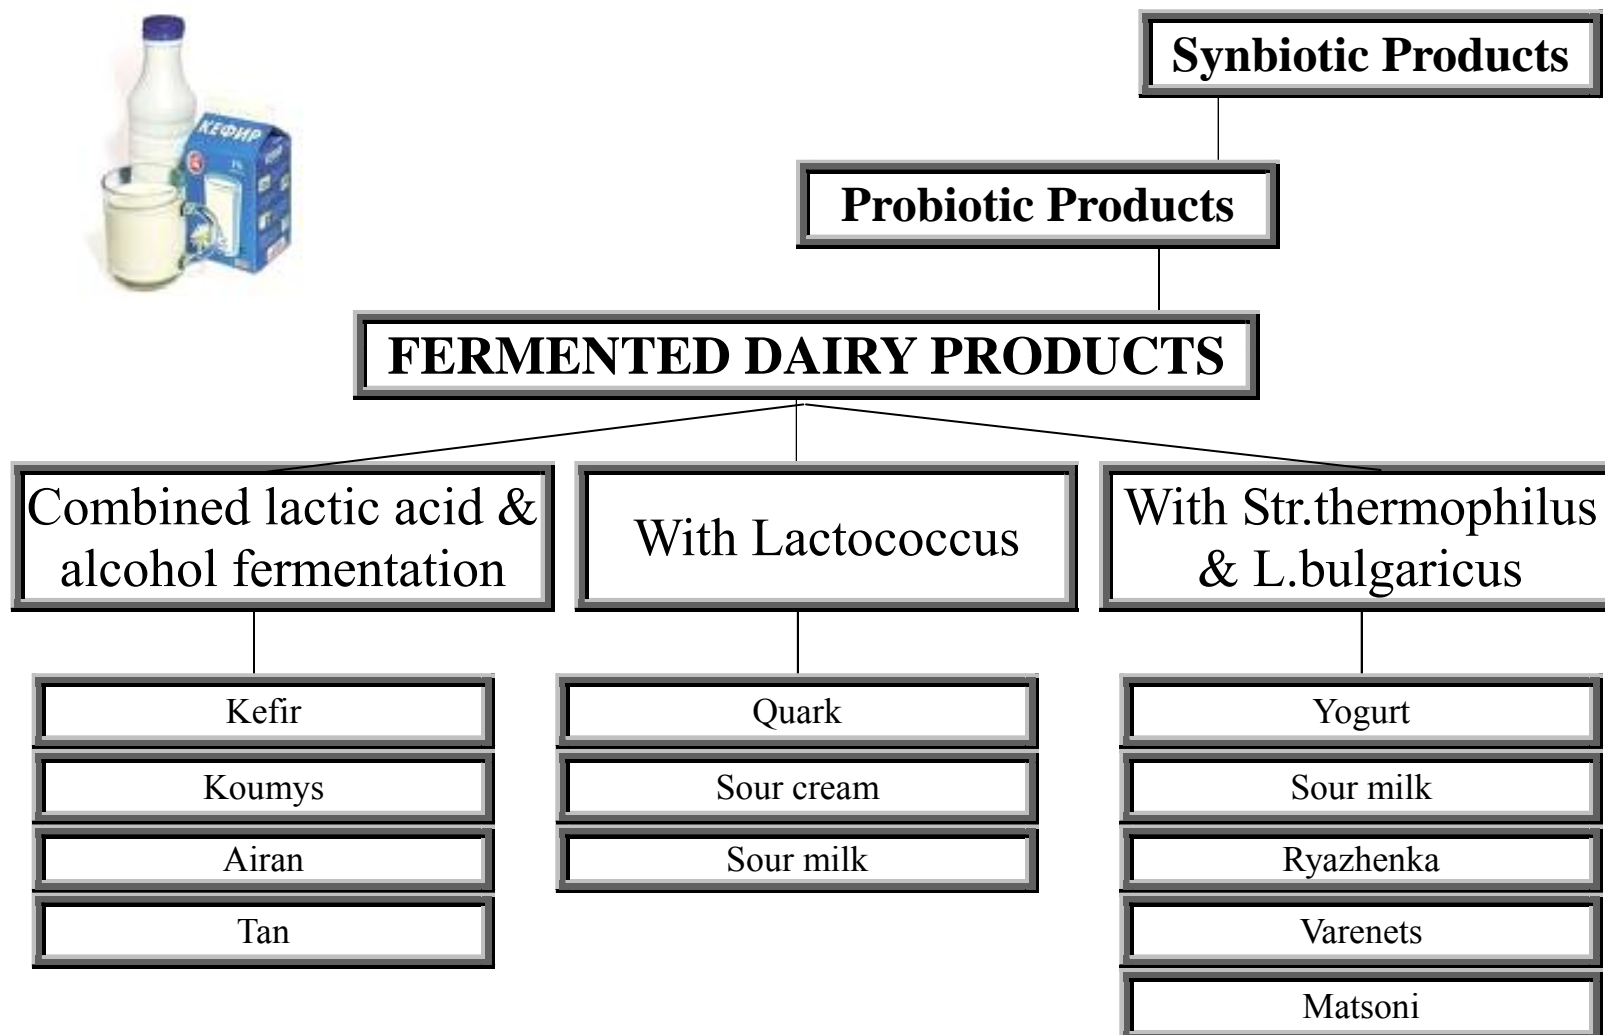 Synbiotic Products
КЕФИР
1%
Probiotic Products
FERMENTED DAIRY PRODUCTS
Combined lactic acid &
alcohol fermentation
With Lactococcus
With Str.thermophilus
& L.bulgaricus
Kefir
Koumys
Airan
Tan
Quark
Sour cream
Sour milk
Yogurt
Sour milk
Ryazhenka
Varenets
Matsoni